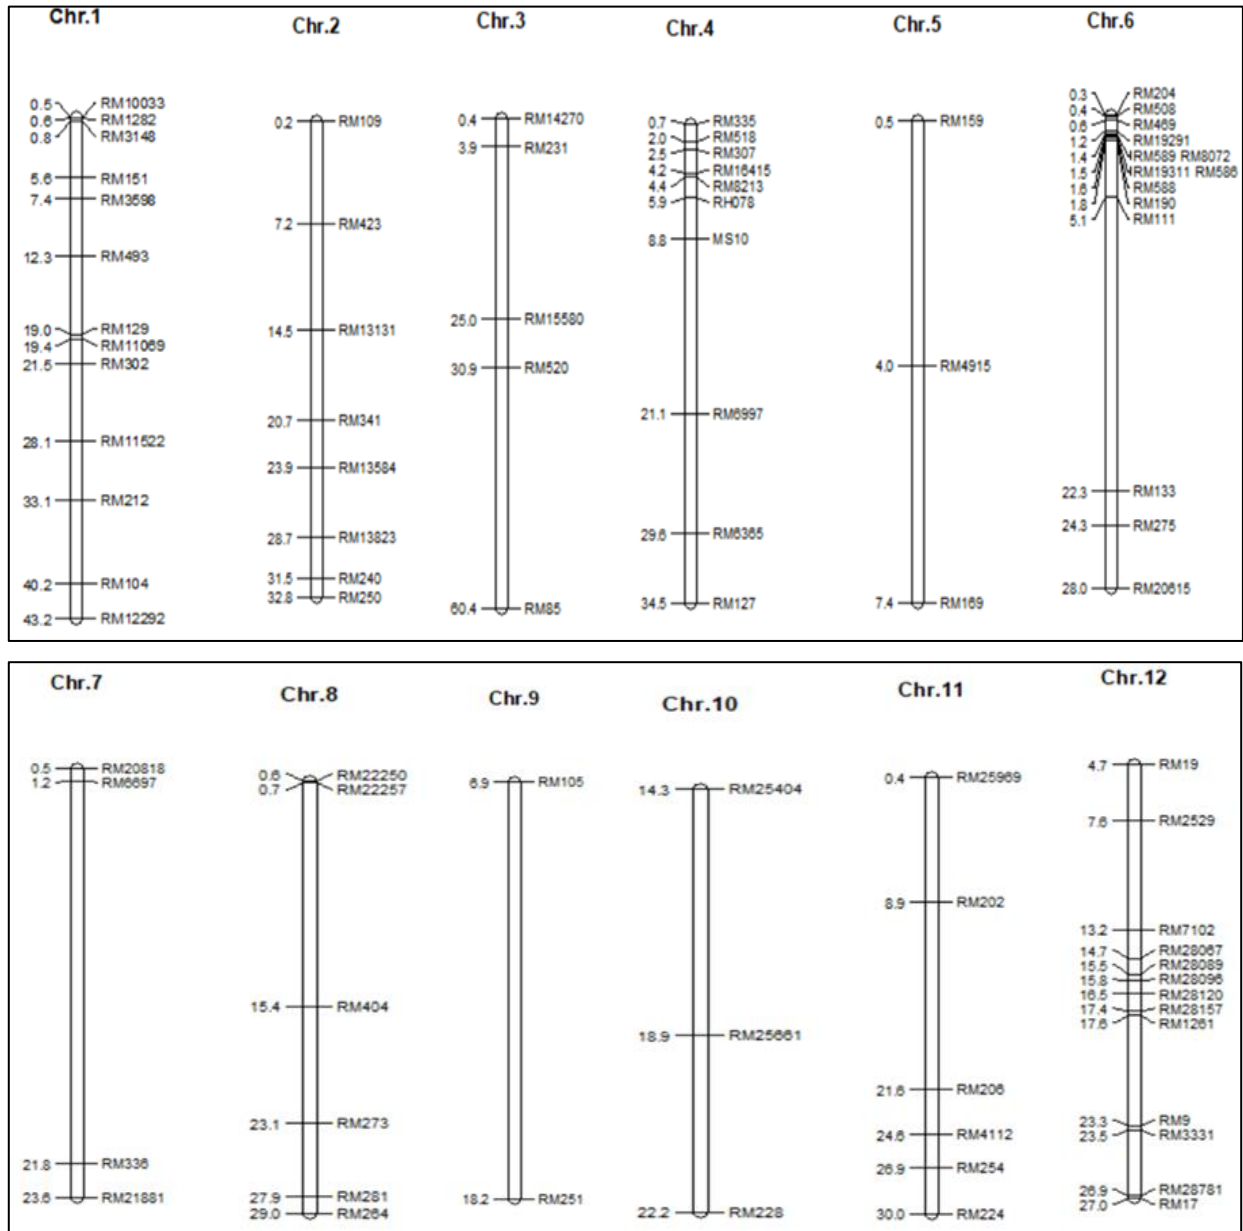 Chr.1
0.5 RM10033
0.6 RM1282
0.8 RM3148
5.6 RM151
7.4 RM3598
12.3 RM493
19.0 RM129
19.4 RM11069
21.5 RM302
28.1 RM11522
33.1 RM212
40.2 RM104
43.2 RM12292
Chr.2
0.2 RM109
7.2 RM423
14.5 RM13131
20.7 RM341
23.9 RM13584
28.7 RM13823
31.5 RM240
32.8 RM250
Chr.3
0.4 RM14270
3.9 RM231
25.0 RM15580
30.9 RM520
60.4 RM85
Chr.4
0.7 RM335
2.0 RM518
2.5 RM307
4.2 RM16415
4.4 RM8213
5.9 RH078
8.8 MS10
21.1 RM6997
29.6 RM6365
34.5 RM127
Chr.5
0.5 RM159
4.0 RM4915
7.4 RM169
Chr.6
0.3 RM204
0.4 RM508
0.6 RM469
1.2 RM19291
1.4 RM589 RM8072
1.5 RM19311 RM586
1.6 RM588
1.8 RM190
5.1 RM111
22.3 RM133
24.3 RM275
28.0 RM20615
Chr.7
0.5 RM20818
1.2 RM6697
21.8 RM336
23.6 RM21881
Chr.8
0.6 RM22250
0.7 RM22257
15.4 RM404
23.1 RM273
27.9 RM281
29.0 RM264
Chr.9
6.9 RM105
18.2 RM251
Chr.10
14.3 RM25404
18.9 RM25661
22.2 RM228
Chr.11
0.4 RM25969
8.9 RM202
21.6 RM206
24.6 RM4112
26.9 RM254
30.0 RM224
Chr.12
4.7 RM19
7.6 RM2529
13.2 RM7102
14.7 RM28067
15.5 RM28089
15.8 RM28096
16.5 RM28120
17.4 RM28157
17.6 RM1261
23.3 RM9
23.5 RM3331
26.9 RM28781
27.0 RM17